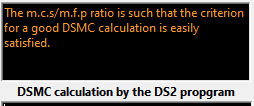 The m.c.s/m.f.p ratio is such that the criterion
for a good DSMC calculation is easily
satisfied.
DSMC calculation by the DS2 propgram